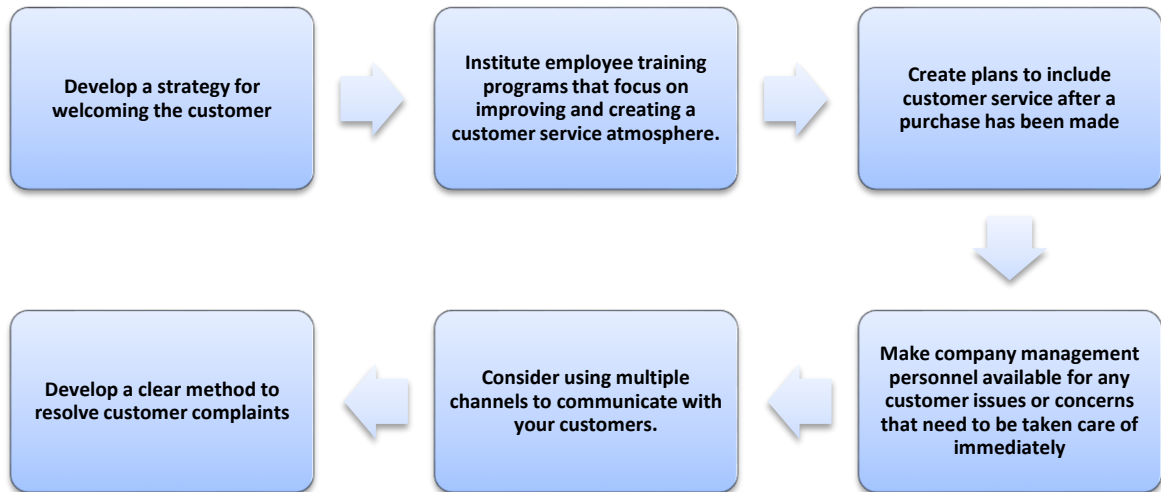 Develop a strategy for
welcoming the customer
Institute employee training
programs that focus on
improving and creating a
customer service atmosphere.
Create plans to include
customer service after a
purchase has been made
Make company management
personnel available for any
customer issues or concerns
that need to be taken care of
immediately
Consider using multiple
channels to communicate with
your customers.
Develop a clear method to
resolve customer complaints